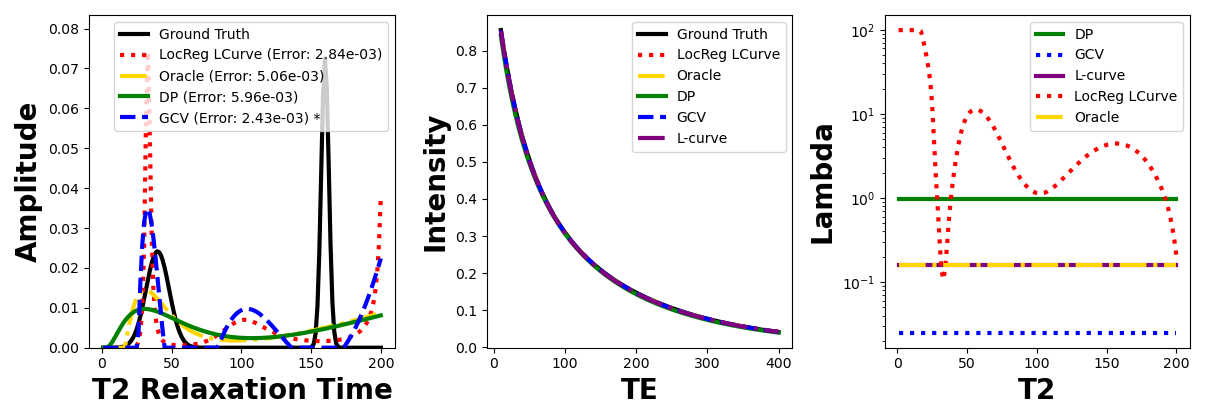 Amplitude
0.08
0.07
0.06
0.05
0.04
0.03
0.02
0.01
0.00
Ground Truth
LocReg LCurve (Error: 2.84e-03)
Oracle (Error: 5.06e-03)
DP (Error: 5.96e-03)
GCV (Error: 2.43e-03) *
0 50 100 150 200
T2 Relaxation Time
Intensity
0.8
0.7
0.6
0.5
0.4
0.3
0.2
0.1
0.0
Ground Truth
LocReg LCurve
Oracle
DP
GCV
L-curve
0 100 200 300 400
TE
Lambda
10²
10¹
10⁰
10⁻¹
DP
GCV
L-curve
LocReg LCurve
Oracle
0 50 100 150 200
T2